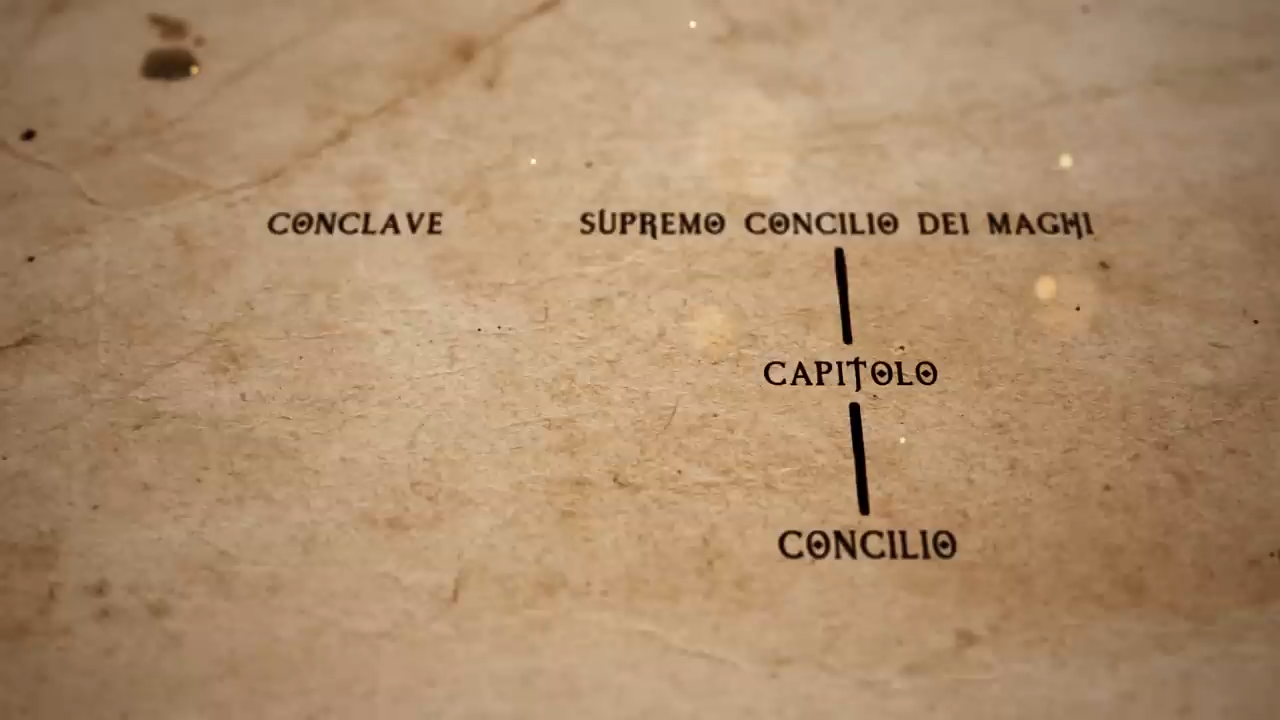 CONCLAVE
SUPREMO CONCILIO DEI MAGHI
CAPITOLO
CONCILIO